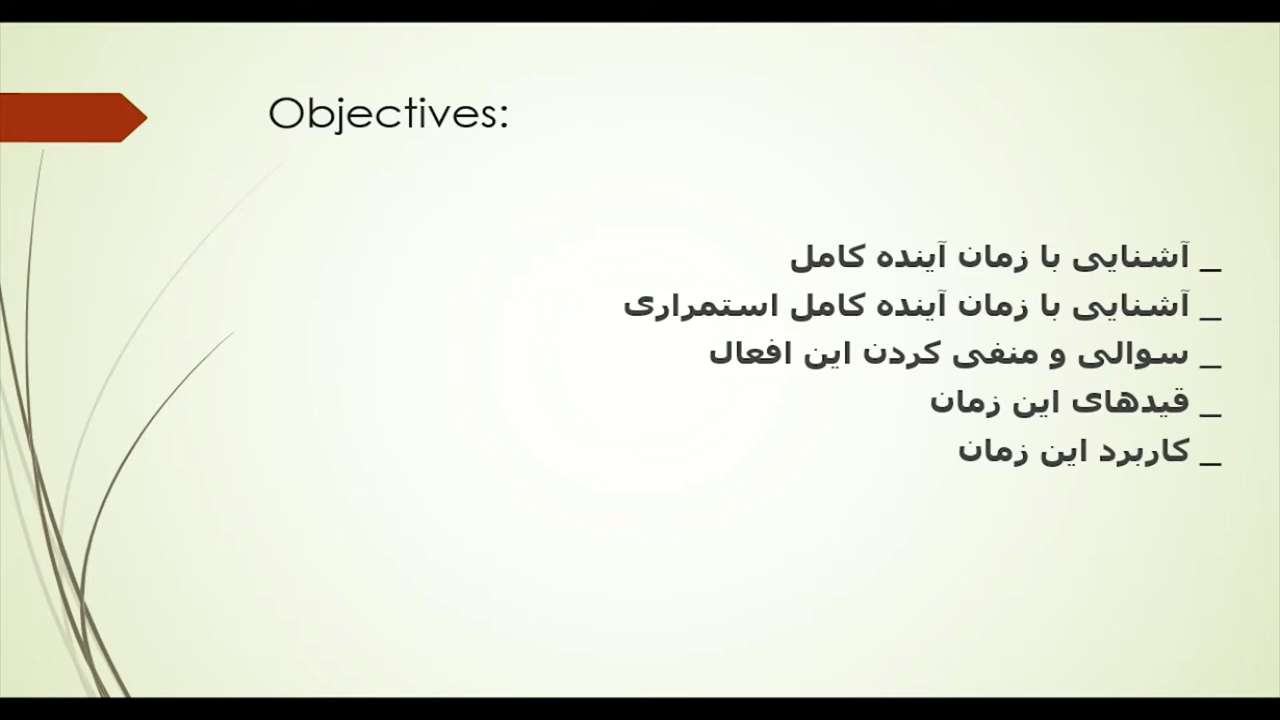 Objectives:
_ آشنایی با زمان آینده کامل
_ آشنایی با زمان آینده کامل استمراری
_ سوالی و منفی کردن این افعال
_ قیدهای این زمان
_ کاربرد این زمان